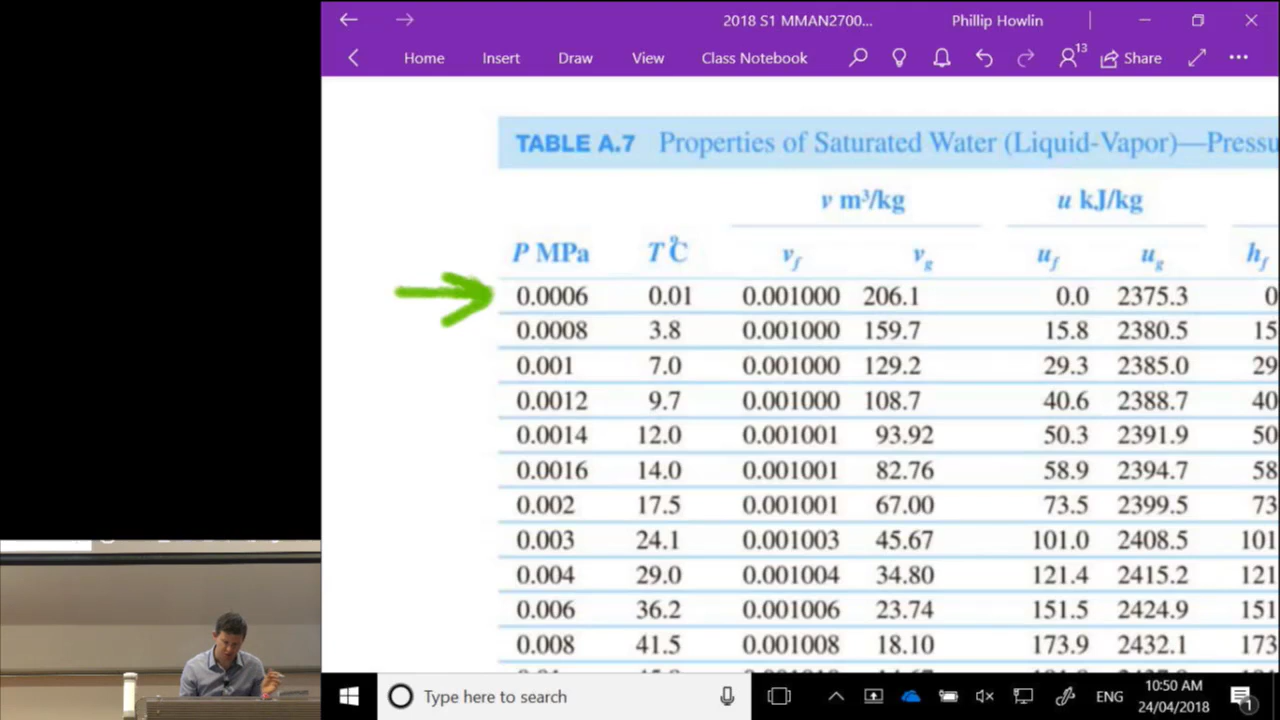 2018 S1 MMAN2700...
Phillip Howlin
Home Insert Draw View Class Notebook
13
Share
TABLE A.7 Properties of Saturated Water (Liquid-Vapor)—Pressu
v m³/kg u kJ/kg
P MPa T °C vf vg uf ug hf
0.0006 0.01 0.001000 206.1 0.0 2375.3 0
0.0008 3.8 0.001000 159.7 15.8 2380.5 15
0.001 7.0 0.001000 129.2 29.3 2385.0 29
0.0012 9.7 0.001000 108.7 40.6 2388.7 40
0.0014 12.0 0.001001 93.92 50.3 2391.9 50
0.0016 14.0 0.001001 82.76 58.9 2394.7 58
0.002 17.5 0.001001 67.00 73.5 2399.5 73
0.003 24.1 0.001003 45.67 101.0 2408.5 101
0.004 29.0 0.001004 34.80 121.4 2415.2 121
0.006 36.2 0.001006 23.74 151.5 2424.9 151
0.008 41.5 0.001008 18.10 173.9 2432.1 173
Type here to search
ENG
10:50 AM
24/04/2018
1